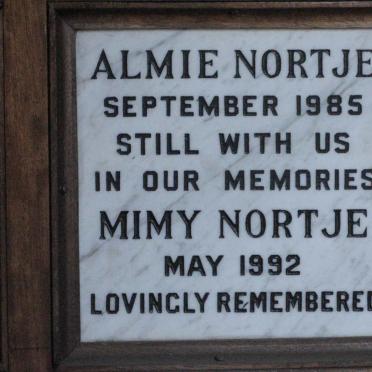 ALMIE NORTJE
SEPTEMBER 1985
STILL WITH US
IN OUR MEMORIES
MIMY NORTJE
MAY 1992
LOVINGLY REMEMBERED